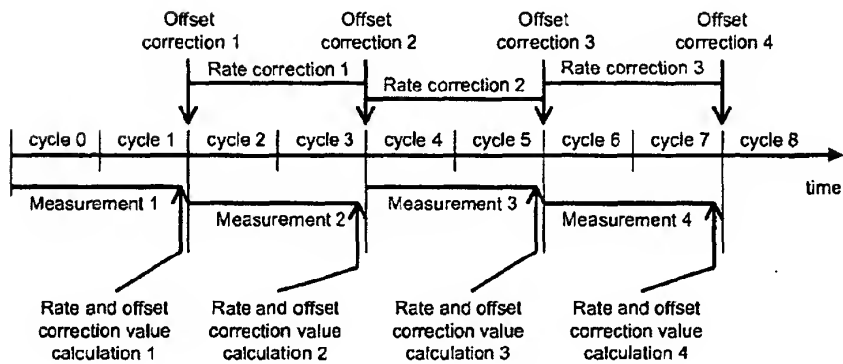 Offset correction 1
Offset correction 2
Offset correction 3
Offset correction 4
Rate correction 1
Rate correction 2
Rate correction 3
cycle 0 cycle 1 cycle 2 cycle 3 cycle 4 cycle 5 cycle 6 cycle 7 cycle 8
time
Measurement 1
Measurement 2
Measurement 3
Measurement 4
Rate and offset
correction value
calculation 1
Rate and offset
correction value
calculation 2
Rate and offset
correction value
calculation 3
Rate and offset
correction value
calculation 4